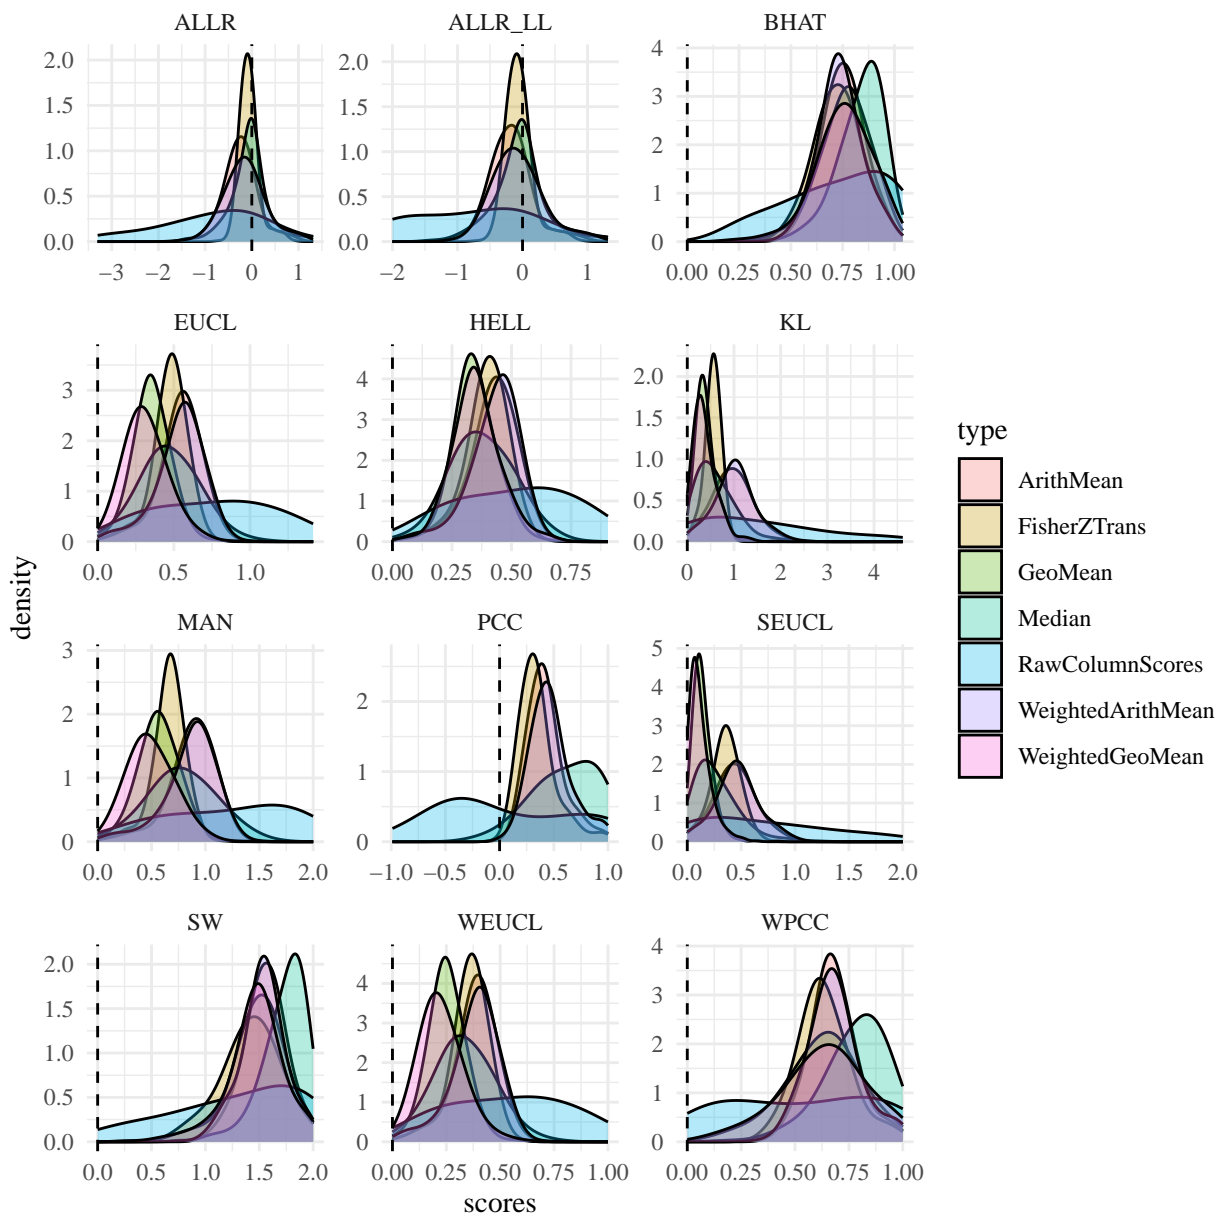 ALLR ALLR_LL BHAT
2.0 1.5 1.0 0.5 0.0
−3 −2 −1 0 1
2.0 1.5 1.0 0.5 0.0
−2 −1 0 1
4 3 2 1 0
0.00 0.25 0.50 0.75 1.00
EUCL HELL KL
3 2 1 0
0.0 0.5 1.0
4 3 2 1 0
0.00 0.25 0.50 0.75
2.0 1.5 1.0 0.5 0.0
0 1 2 3 4
MAN PCC SEUCL
3 2 1 0
0.0 0.5 1.0 1.5 2.0
2 1 0
−1.0 −0.5 0.0 0.5 1.0
5 4 3 2 1 0
0.0 0.5 1.0 1.5 2.0
SW WEUCL WPCC
2.0 1.5 1.0 0.5 0.0
0.0 0.5 1.0 1.5 2.0
4 3 2 1 0
0.00 0.25 0.50 0.75 1.00
4 3 2 1 0
0.00 0.25 0.50 0.75 1.00
density
scores
type
ArithMean
FisherZTrans
GeoMean
Median
RawColumnScores
WeightedArithMean
WeightedGeoMean